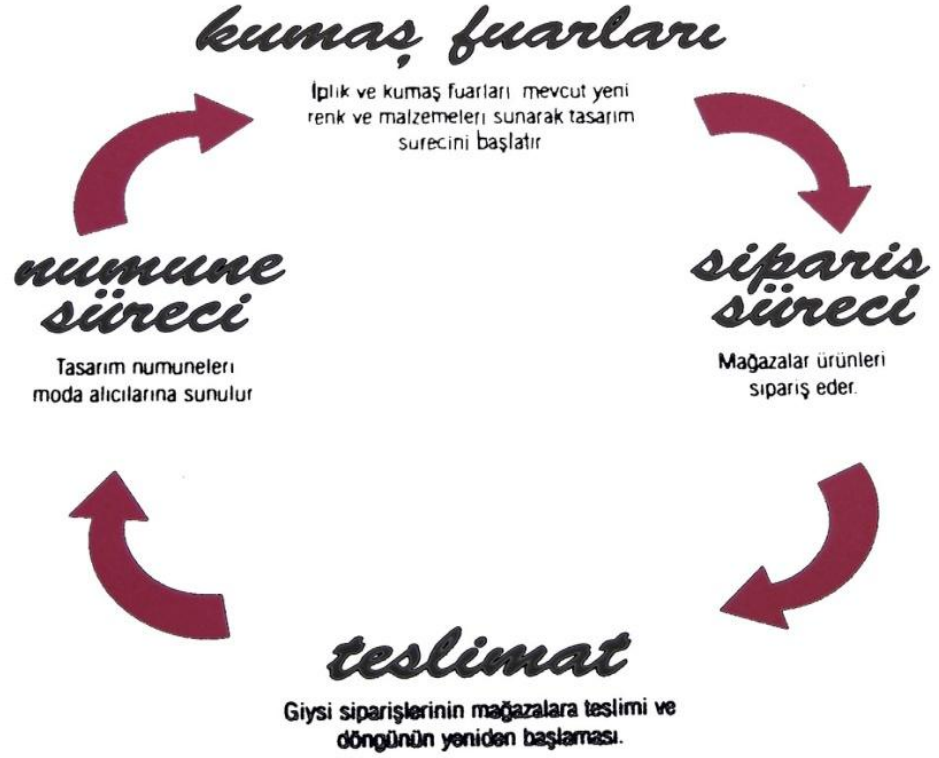 kumaş fuarları
İplik ve kumaş fuarları mevcut yeni
renk ve malzemeleri sunarak tasarım
surecini başlatır
sipariş
süreci
Mağazalar ürünleri
sipariş eder.
teslimat
Giysi siparişlerinin mağazalara teslimi ve
döngünün yeniden başlaması.
numune
süreci
Tasarım numuneleri
moda alıcılarına sunulur